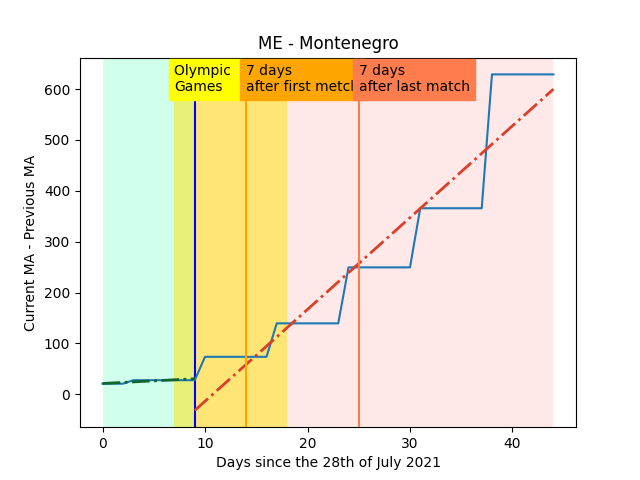 ME - Montenegro
Olympic
Games
7 days
after first metch
7 days
after last match
600
500
400
300
200
100
0
Current MA - Previous MA
0 10 20 30 40
Days since the 28th of July 2021